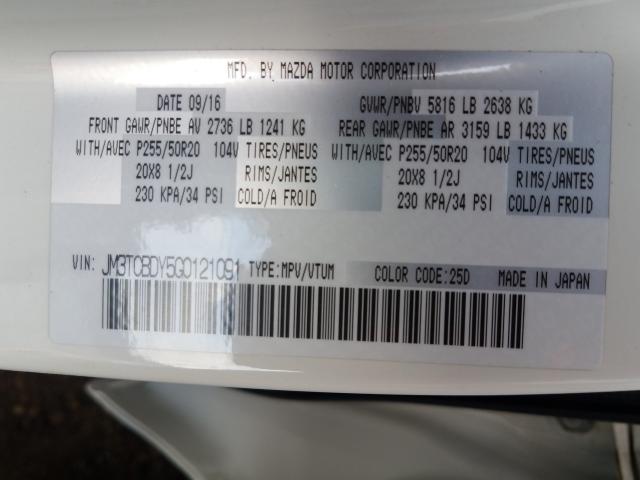 MFD. BY MAZDA MOTOR CORPORATION
DATE 09/16 GVWR/PNBV 5816 LB 2638 KG
FRONT GAWR/PNBE AV 2736 LB 1241 KG REAR GAWR/PNBE AR 3159 LB 1433 KG
WITH/AVEC P255/50R20 104V TIRES/PNEUS WITH/AVEC P255/50R20 104V TIRES/PNEUS
20X8 1/2J RIMS/JANTES 20X8 1/2J RIMS/JANTES
230 KPA/34 PSI COLD/A FROID 230 KPA/34 PSI COLD/A FROID
VIN: JM3TCBDY5G0121091 TYPE:MPV/VTUM COLOR CODE:25D MADE IN JAPAN